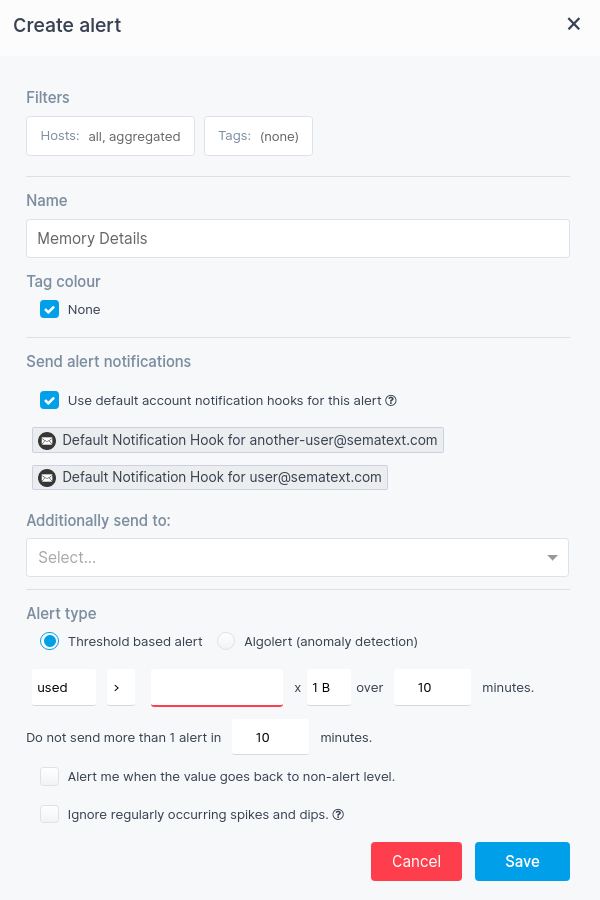 Create alert
Filters
Hosts: all, aggregated Tags: (none)
Name
Memory Details
Tag colour
None
Send alert notifications
Use default account notification hooks for this alert
Default Notification Hook for another-user@sematext.com
Default Notification Hook for user@sematext.com
Additionally send to:
Select...
Alert type
Threshold based alert Algolert (anomaly detection)
used > x 1 B over 10 minutes.
Do not send more than 1 alert in 10 minutes.
Alert me when the value goes back to non-alert level.
Ignore regularly occurring spikes and dips.
Cancel Save